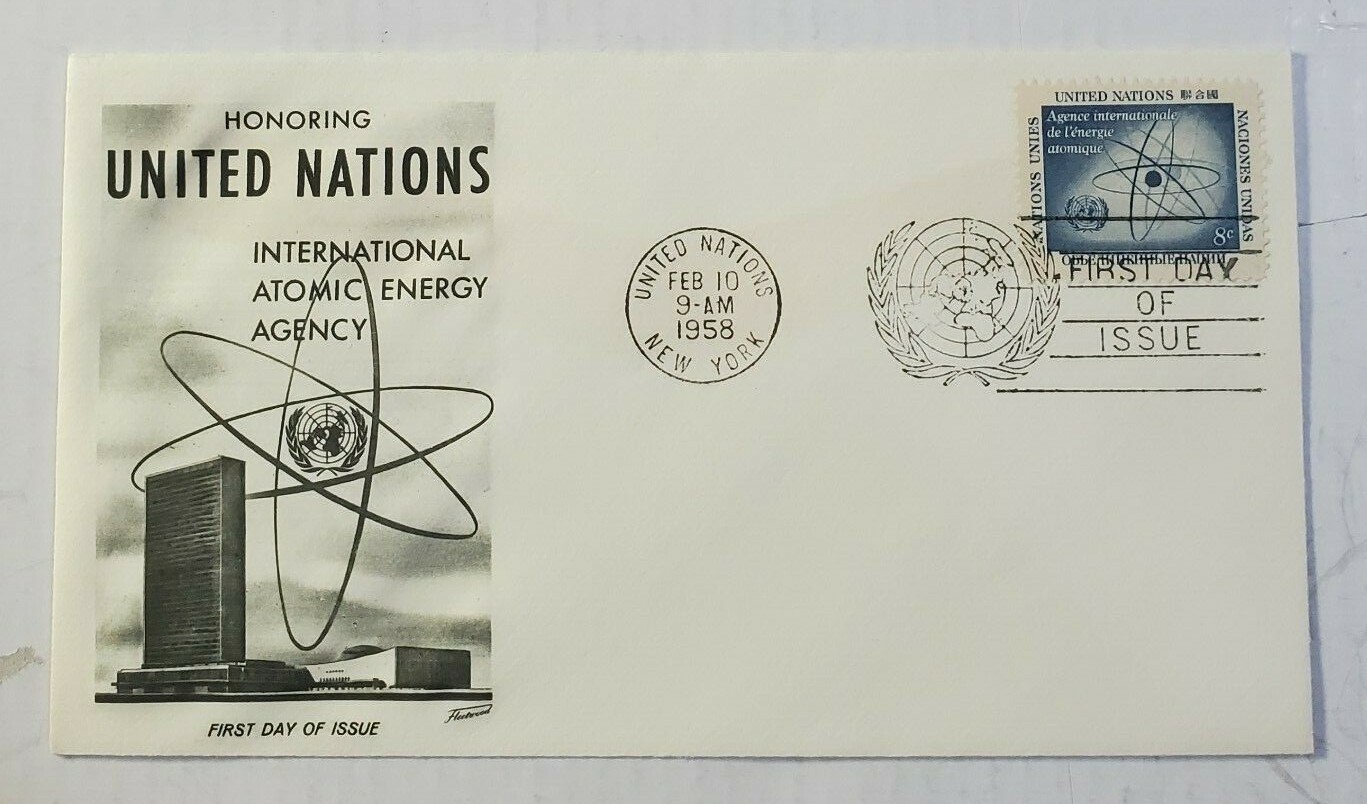 HONORING
UNITED NATIONS
INTERNATIONAL
ATOMIC ENERGY
AGENCY
FIRST DAY OF ISSUE
Fleetwood
UNITED NATIONS
FEB 10
9-AM
1958
NEW YORK
UNITED NATIONS 聯合國
NATIONS UNIES
Agence internationale
de l'énergie
atomique
NACIONES UNIDAS
8c
ОБЪЕДИНЕННЫЕ НАЦИИ
FIRST DAY
OF
ISSUE